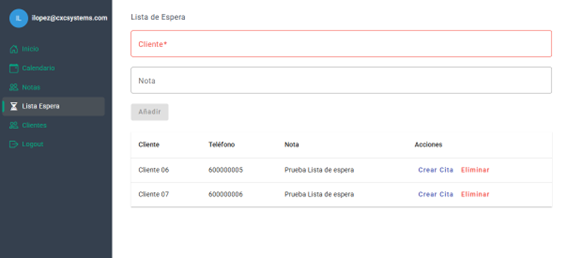 IL
ilopez@cxcsystems.com
Inicio
Calendario
Notas
Lista Espera
Clientes
Logout
Lista de Espera
Cliente*
Nota
Añadir
Cliente Teléfono Nota Acciones
Cliente 06 600000005 Prueba Lista de espera Crear Cita Eliminar
Cliente 07 600000006 Prueba Lista de espera Crear Cita Eliminar